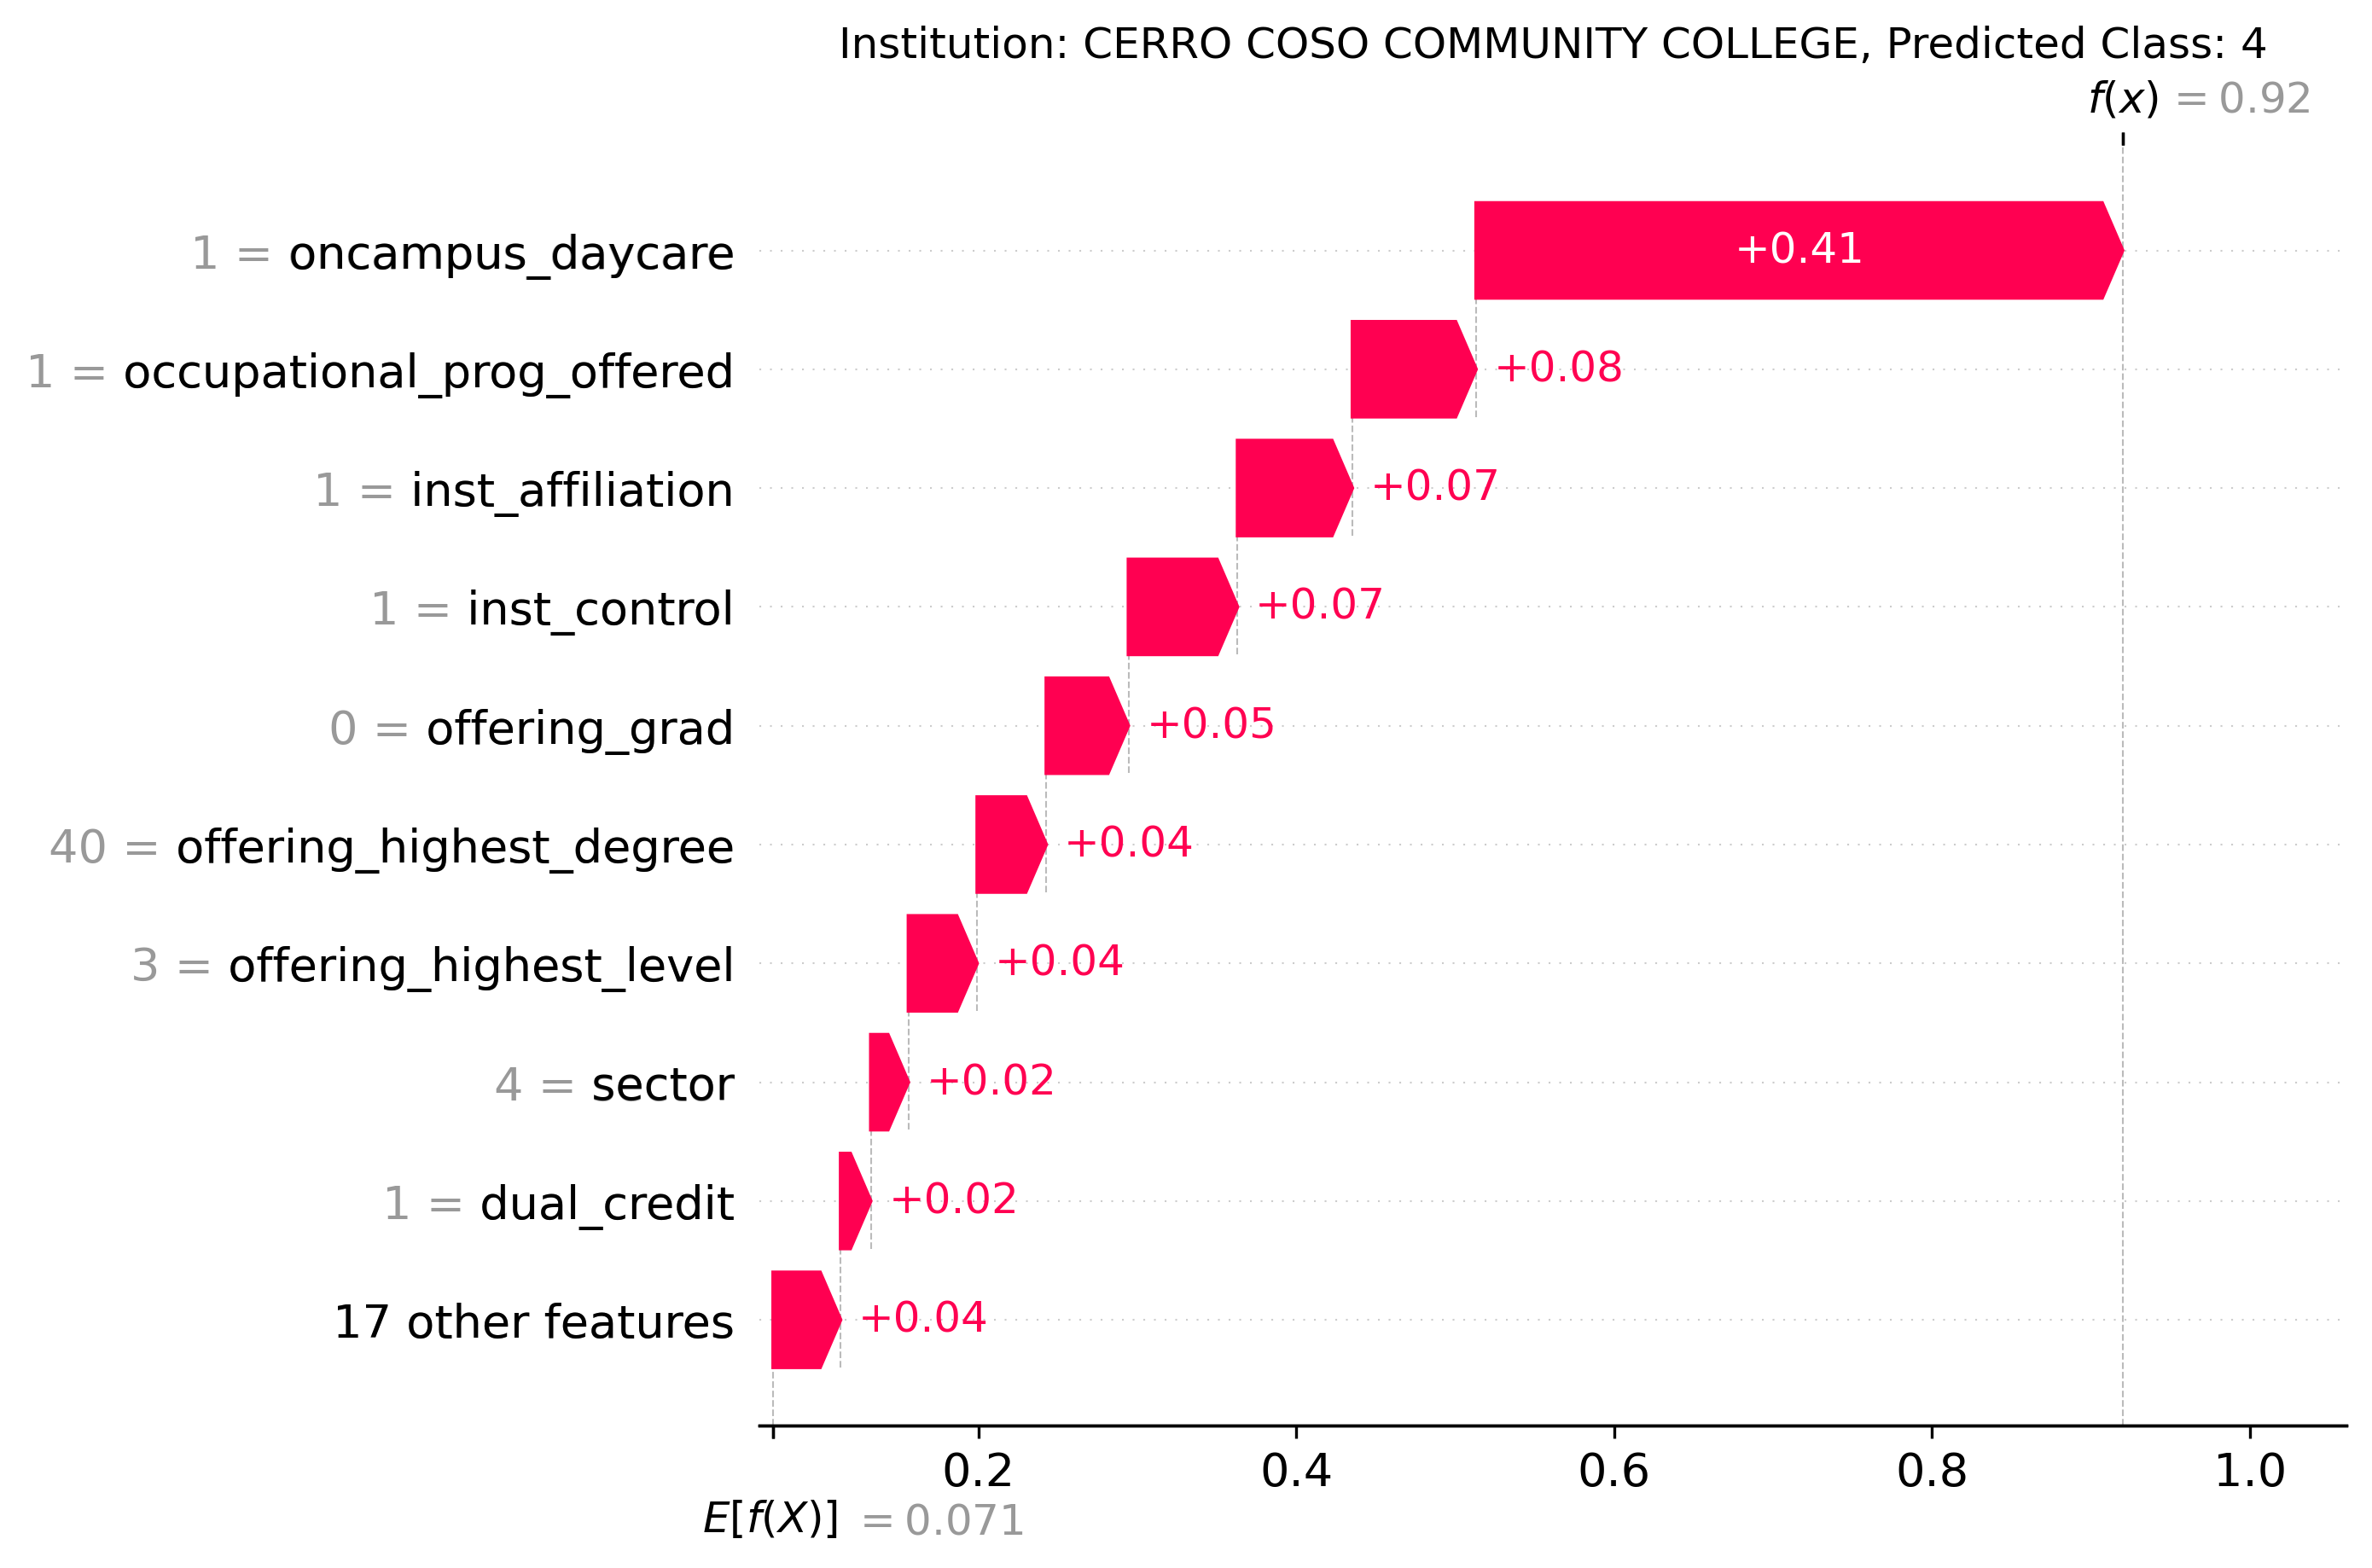 Institution: CERRO COSO COMMUNITY COLLEGE, Predicted Class: 4
f(x) = 0.92
1 = oncampus_daycare
+0.41
1 = occupational_prog_offered
+0.08
1 = inst_affiliation
+0.07
1 = inst_control
+0.07
0 = offering_grad
+0.05
40 = offering_highest_degree
+0.04
3 = offering_highest_level
+0.04
4 = sector
+0.02
1 = dual_credit
+0.02
17 other features
+0.04
0.2 0.4 0.6 0.8 1.0
E[f(X)] = 0.071